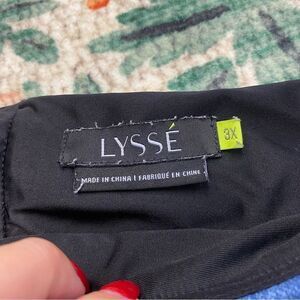 LYSSÉ
3X
MADE IN CHINA | FABRIQUÉ EN CHINE